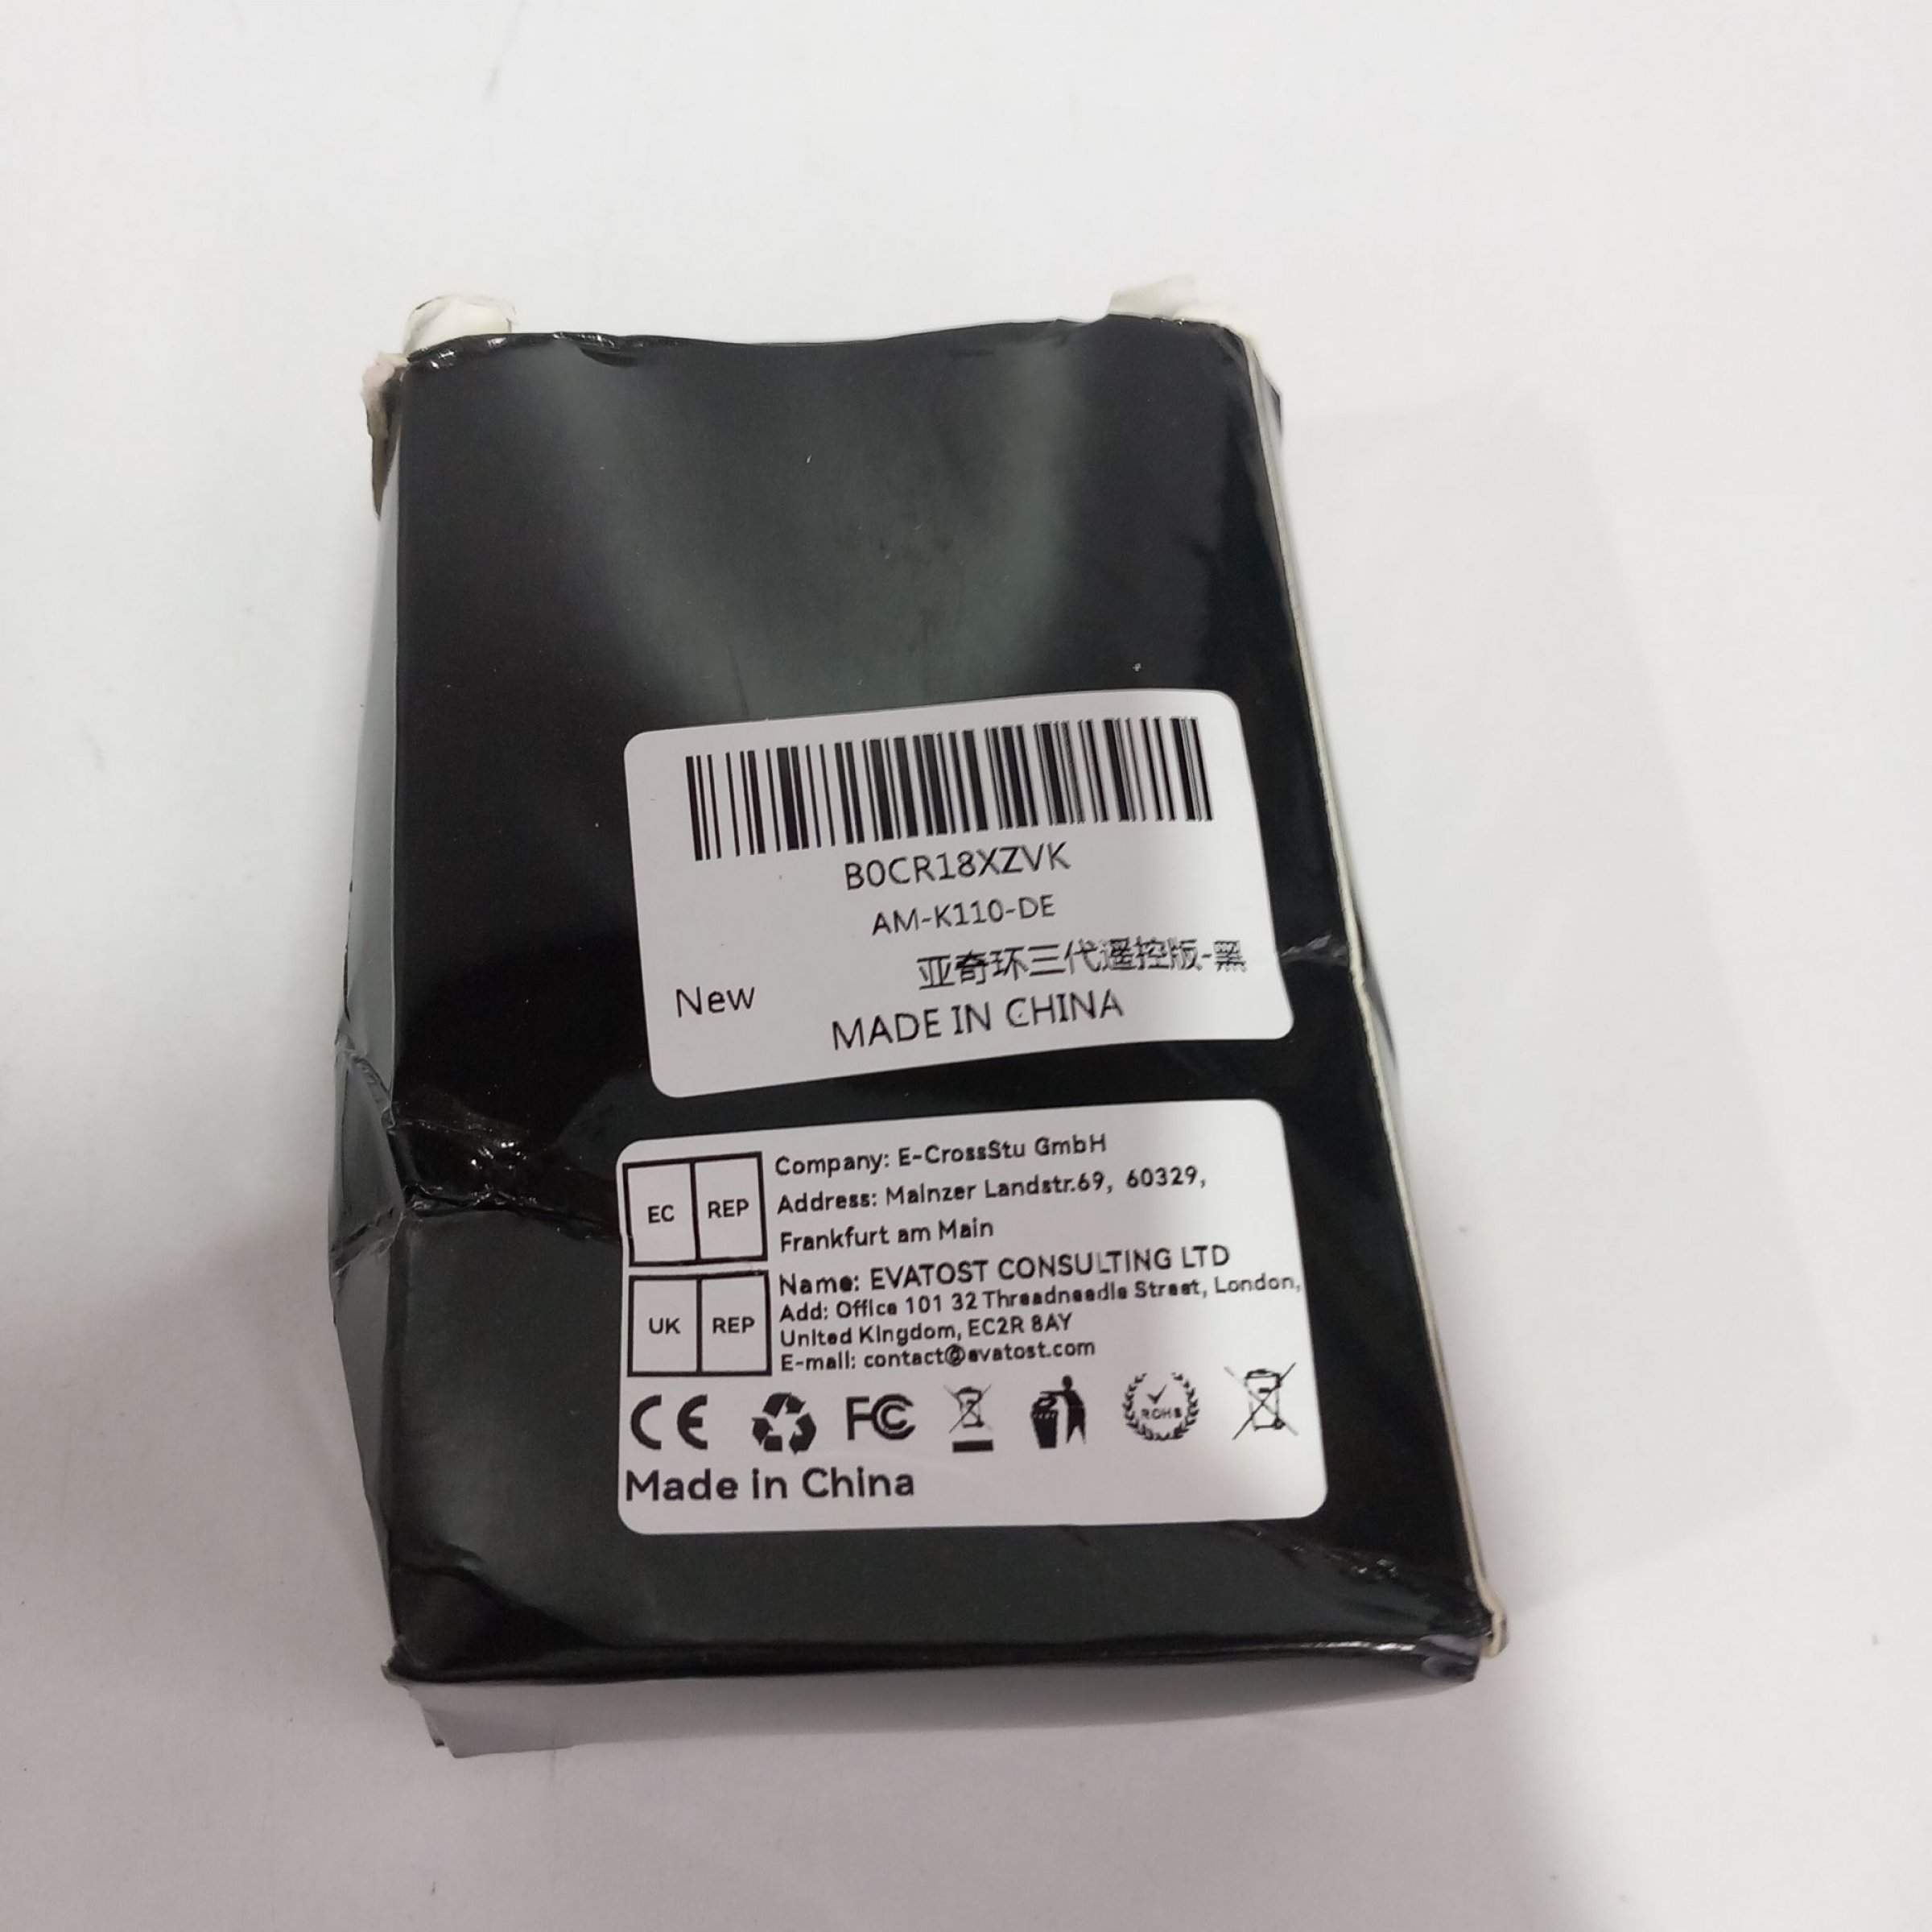 B0CR18XZVK
AM-K110-DE
亚奇环三代遥控版-黑
New
MADE IN CHINA
EC REP
Company: E-CrossStu GmbH
Address: Mainzer Landstr.69, 60329,
Frankfurt am Main
UK REP
Name: EVATOST CONSULTING LTD
Add: Office 101 32 Threadneedle Street, London,
United Kingdom, EC2R 8AY
E-mail: contact@evatost.com
CE FC ROHS
Made in China